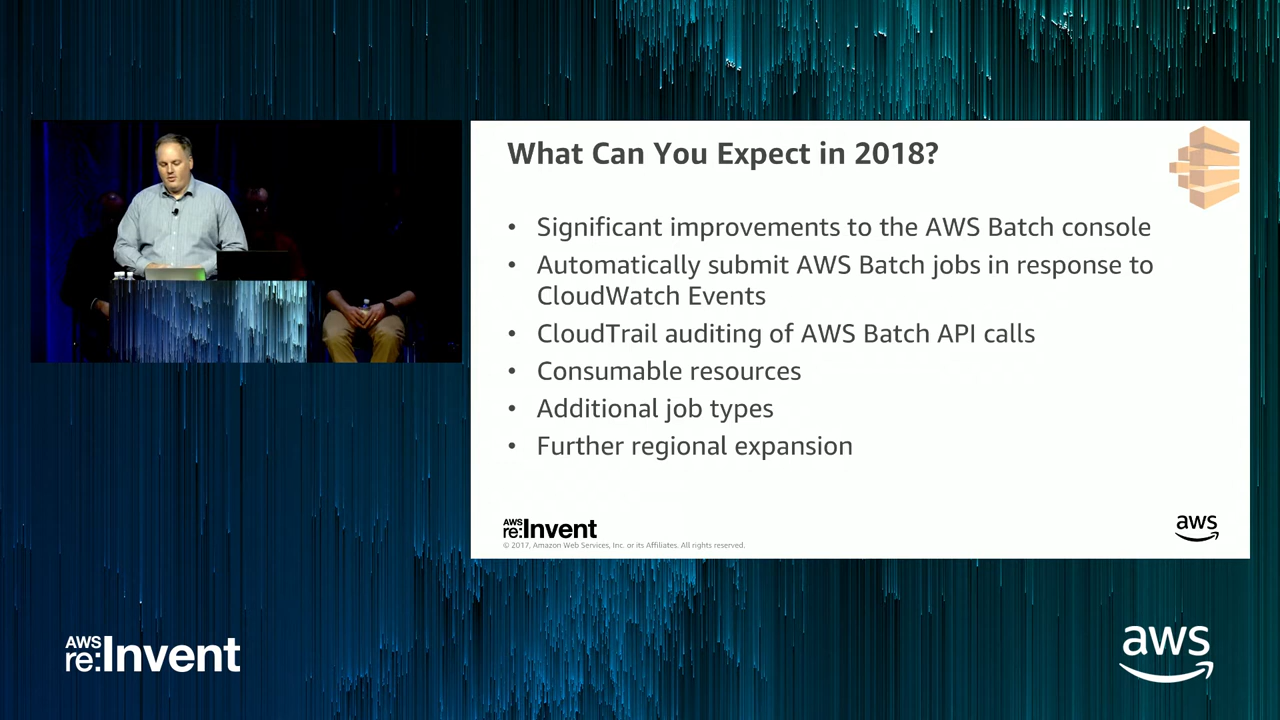 What Can You Expect in 2018?
• Significant improvements to the AWS Batch console
• Automatically submit AWS Batch jobs in response to
CloudWatch Events
• CloudTrail auditing of AWS Batch API calls
• Consumable resources
• Additional job types
• Further regional expansion
AWS
re:Invent
© 2017, Amazon Web Services, Inc. or its Affiliates. All rights reserved.
aws
AWS
re:Invent
aws